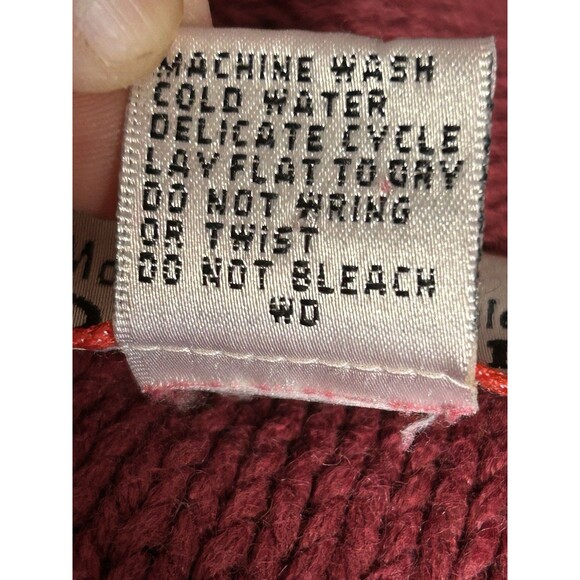 MACHINE WASH
COLD WATER
DELICATE CYCLE
LAY FLAT TO DRY
DO NOT WRING
OR TWIST
DO NOT BLEACH
WD